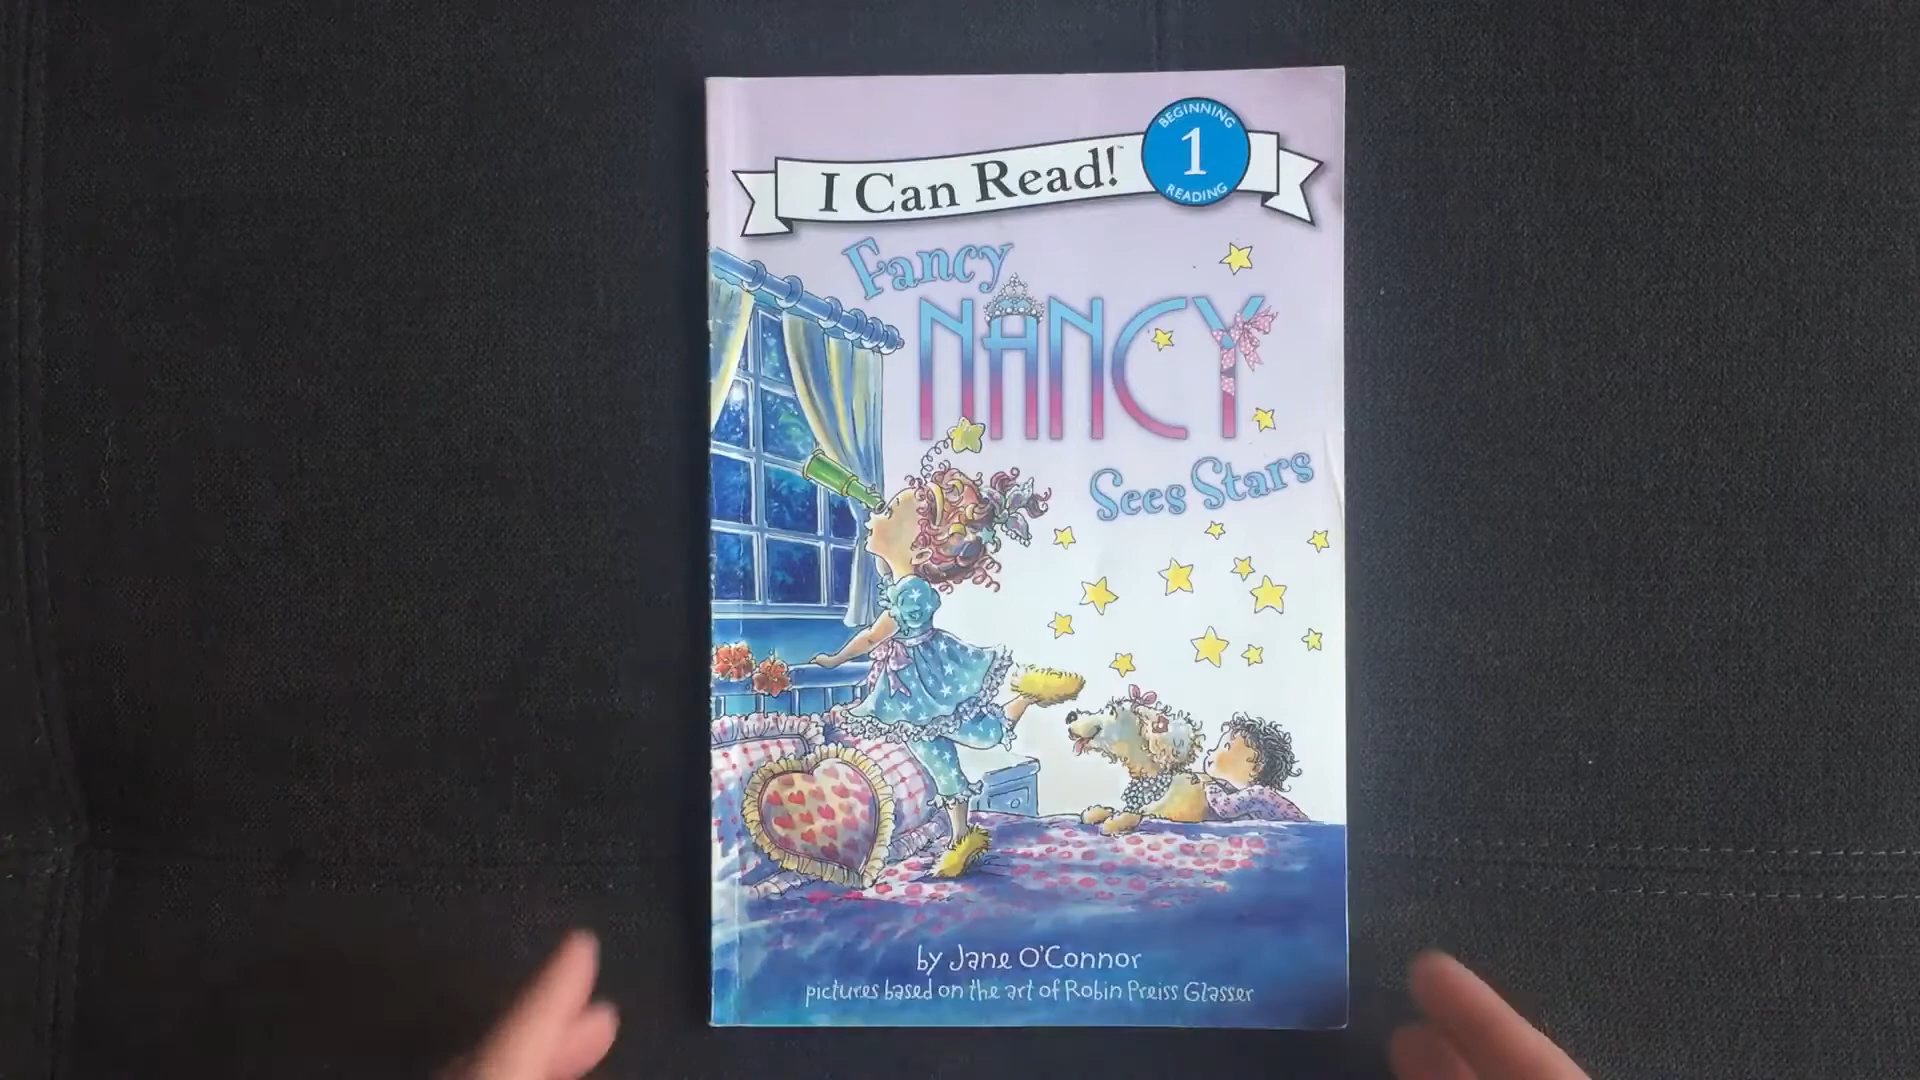 BEGINNING
1
READING
I Can Read!™
Fancy
NANCY
Sees Stars
by Jane O'Connor
pictures based on the art of Robin Preiss Glasser